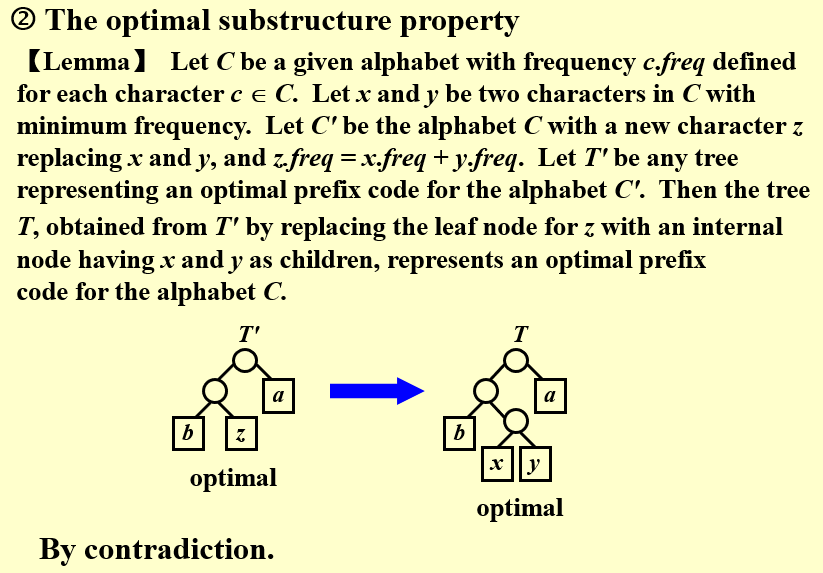 ② The optimal substructure property
【Lemma】 Let C be a given alphabet with frequency c.freq defined
for each character c ∈ C. Let x and y be two characters in C with
minimum frequency. Let C' be the alphabet C with a new character z
replacing x and y, and z.freq = x.freq + y.freq. Let T' be any tree
representing an optimal prefix code for the alphabet C'. Then the tree
T, obtained from T' by replacing the leaf node for z with an internal
node having x and y as children, represents an optimal prefix
code for the alphabet C.
T'
a
b z
optimal
T
a
b
x y
optimal
By contradiction.